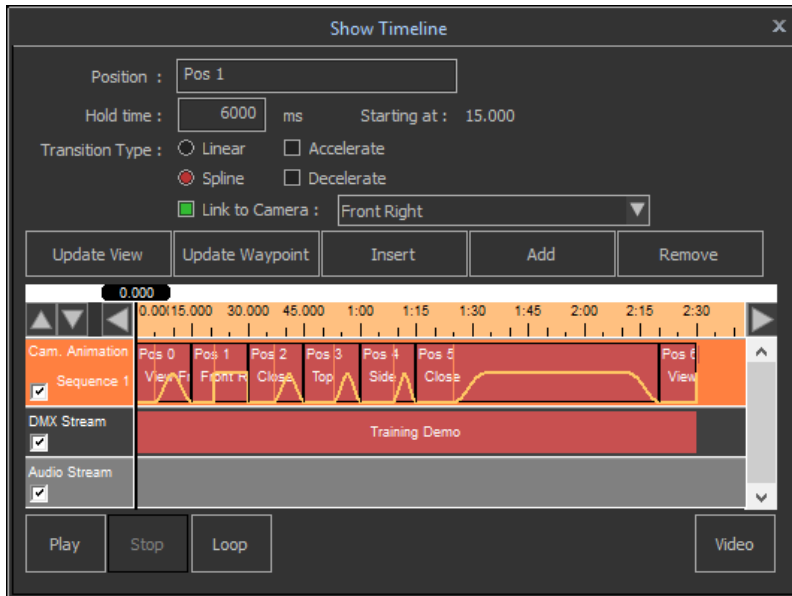 Show Timeline x
Position : Pos 1
Hold time : 6000 ms Starting at : 15.000
Transition Type : Linear Accelerate
Spline Decelerate
Link to Camera : Front Right
Update View Update Waypoint Insert Add Remove
0.000
0.00 15.000 30.000 45.000 1:00 1:15 1:30 1:45 2:00 2:15 2:30
Cam. Animation Pos 0 Pos 1 Pos 2 Pos 3 Pos 4 Pos 5 Pos 6
Sequence 1 View Fr Front R Close Top Side Close View
DMX Stream
Training Demo
Audio Stream
Play Stop Loop Video